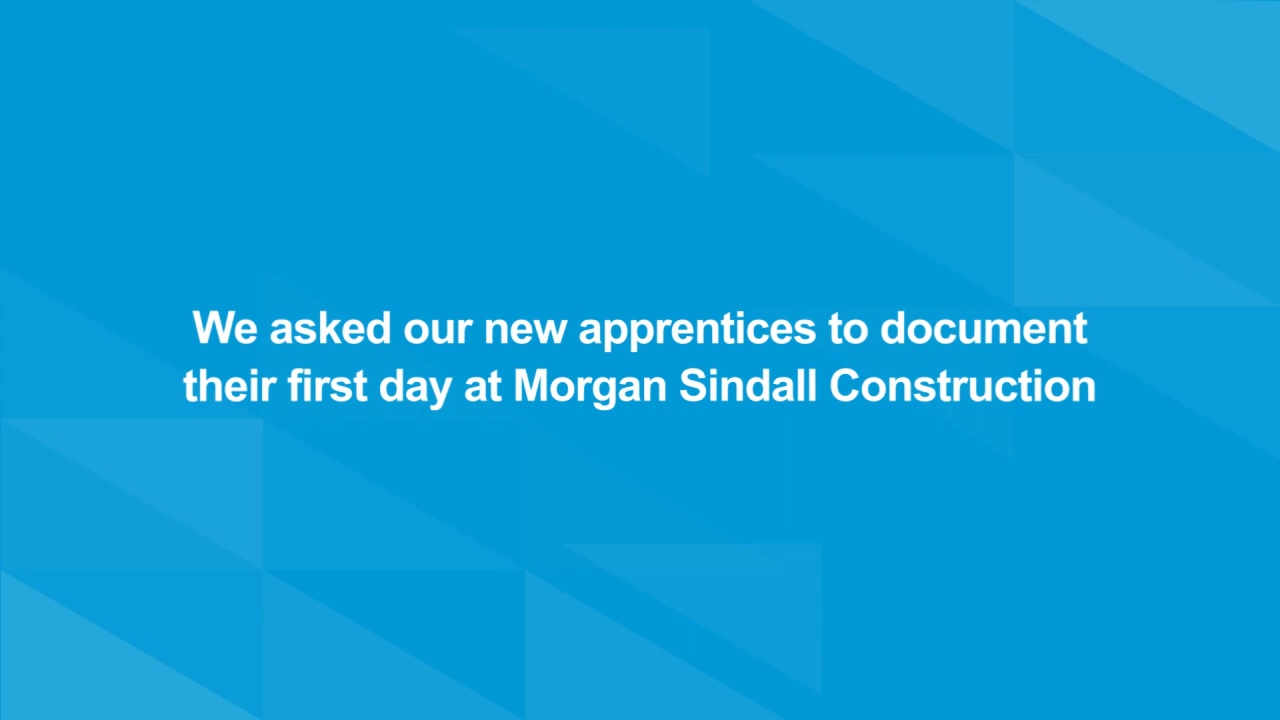 We asked our new apprentices to document
their first day at Morgan Sindall Construction